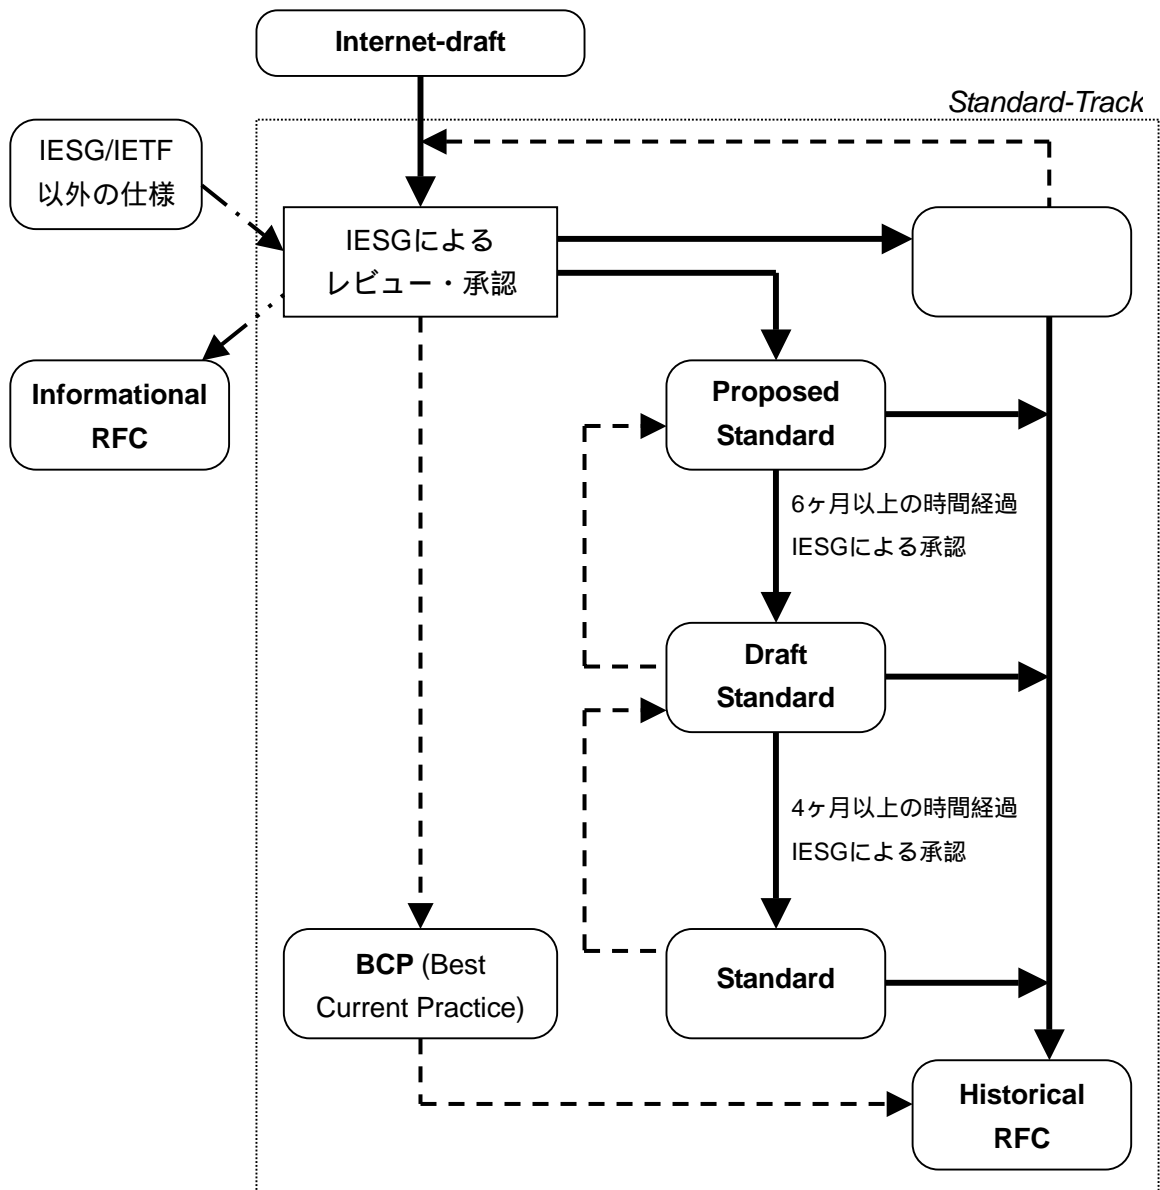 Internet-draft
Standard-Track
IESG/IETF
以外の仕様
IESGによる
レビュー・承認
Informational
RFC
Proposed
Standard
6ヶ月以上の時間経過
IESGによる承認
Draft
Standard
4ヶ月以上の時間経過
IESGによる承認
BCP (Best
Current Practice)
Standard
Historical
RFC